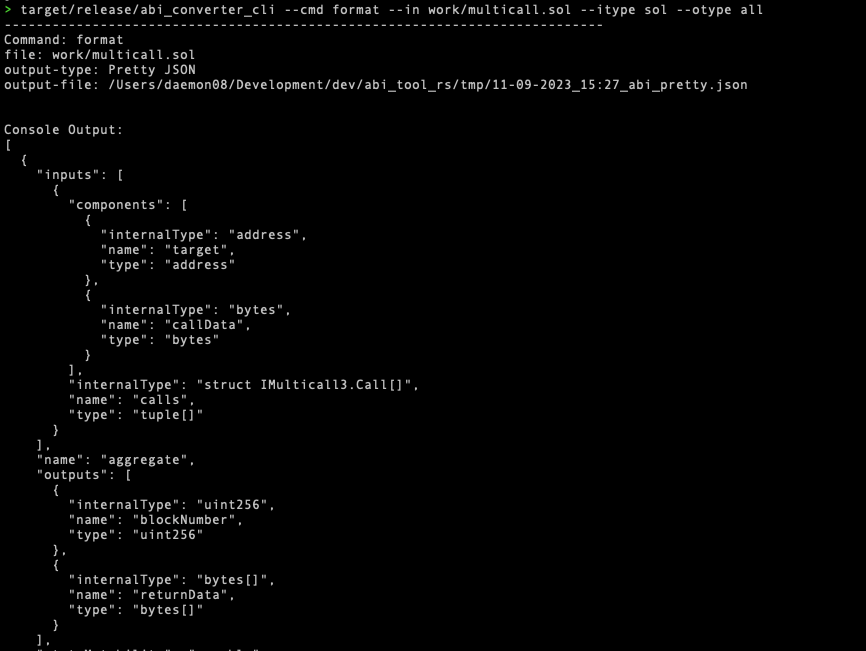 > target/release/abi_converter_cli --cmd format --in work/multicall.sol --itype sol --otype all
---------------------------------------------------------------------------
Command: format
file: work/multicall.sol
output-type: Pretty JSON
output-file: /Users/daemon08/Development/dev/abi_tool_rs/tmp/11-09-2023_15:27_abi_pretty.json
Console Output:
[
  {
    "inputs": [
      {
        "components": [
          {
            "internalType": "address",
            "name": "target",
            "type": "address"
          },
          {
            "internalType": "bytes",
            "name": "callData",
            "type": "bytes"
          }
        ],
        "internalType": "struct IMulticall3.Call[]",
        "name": "calls",
        "type": "tuple[]"
      }
    ],
    "name": "aggregate",
    "outputs": [
      {
        "internalType": "uint256",
        "name": "blockNumber",
        "type": "uint256"
      },
      {
        "internalType": "bytes[]",
        "name": "returnData",
        "type": "bytes[]"
      }
    ],